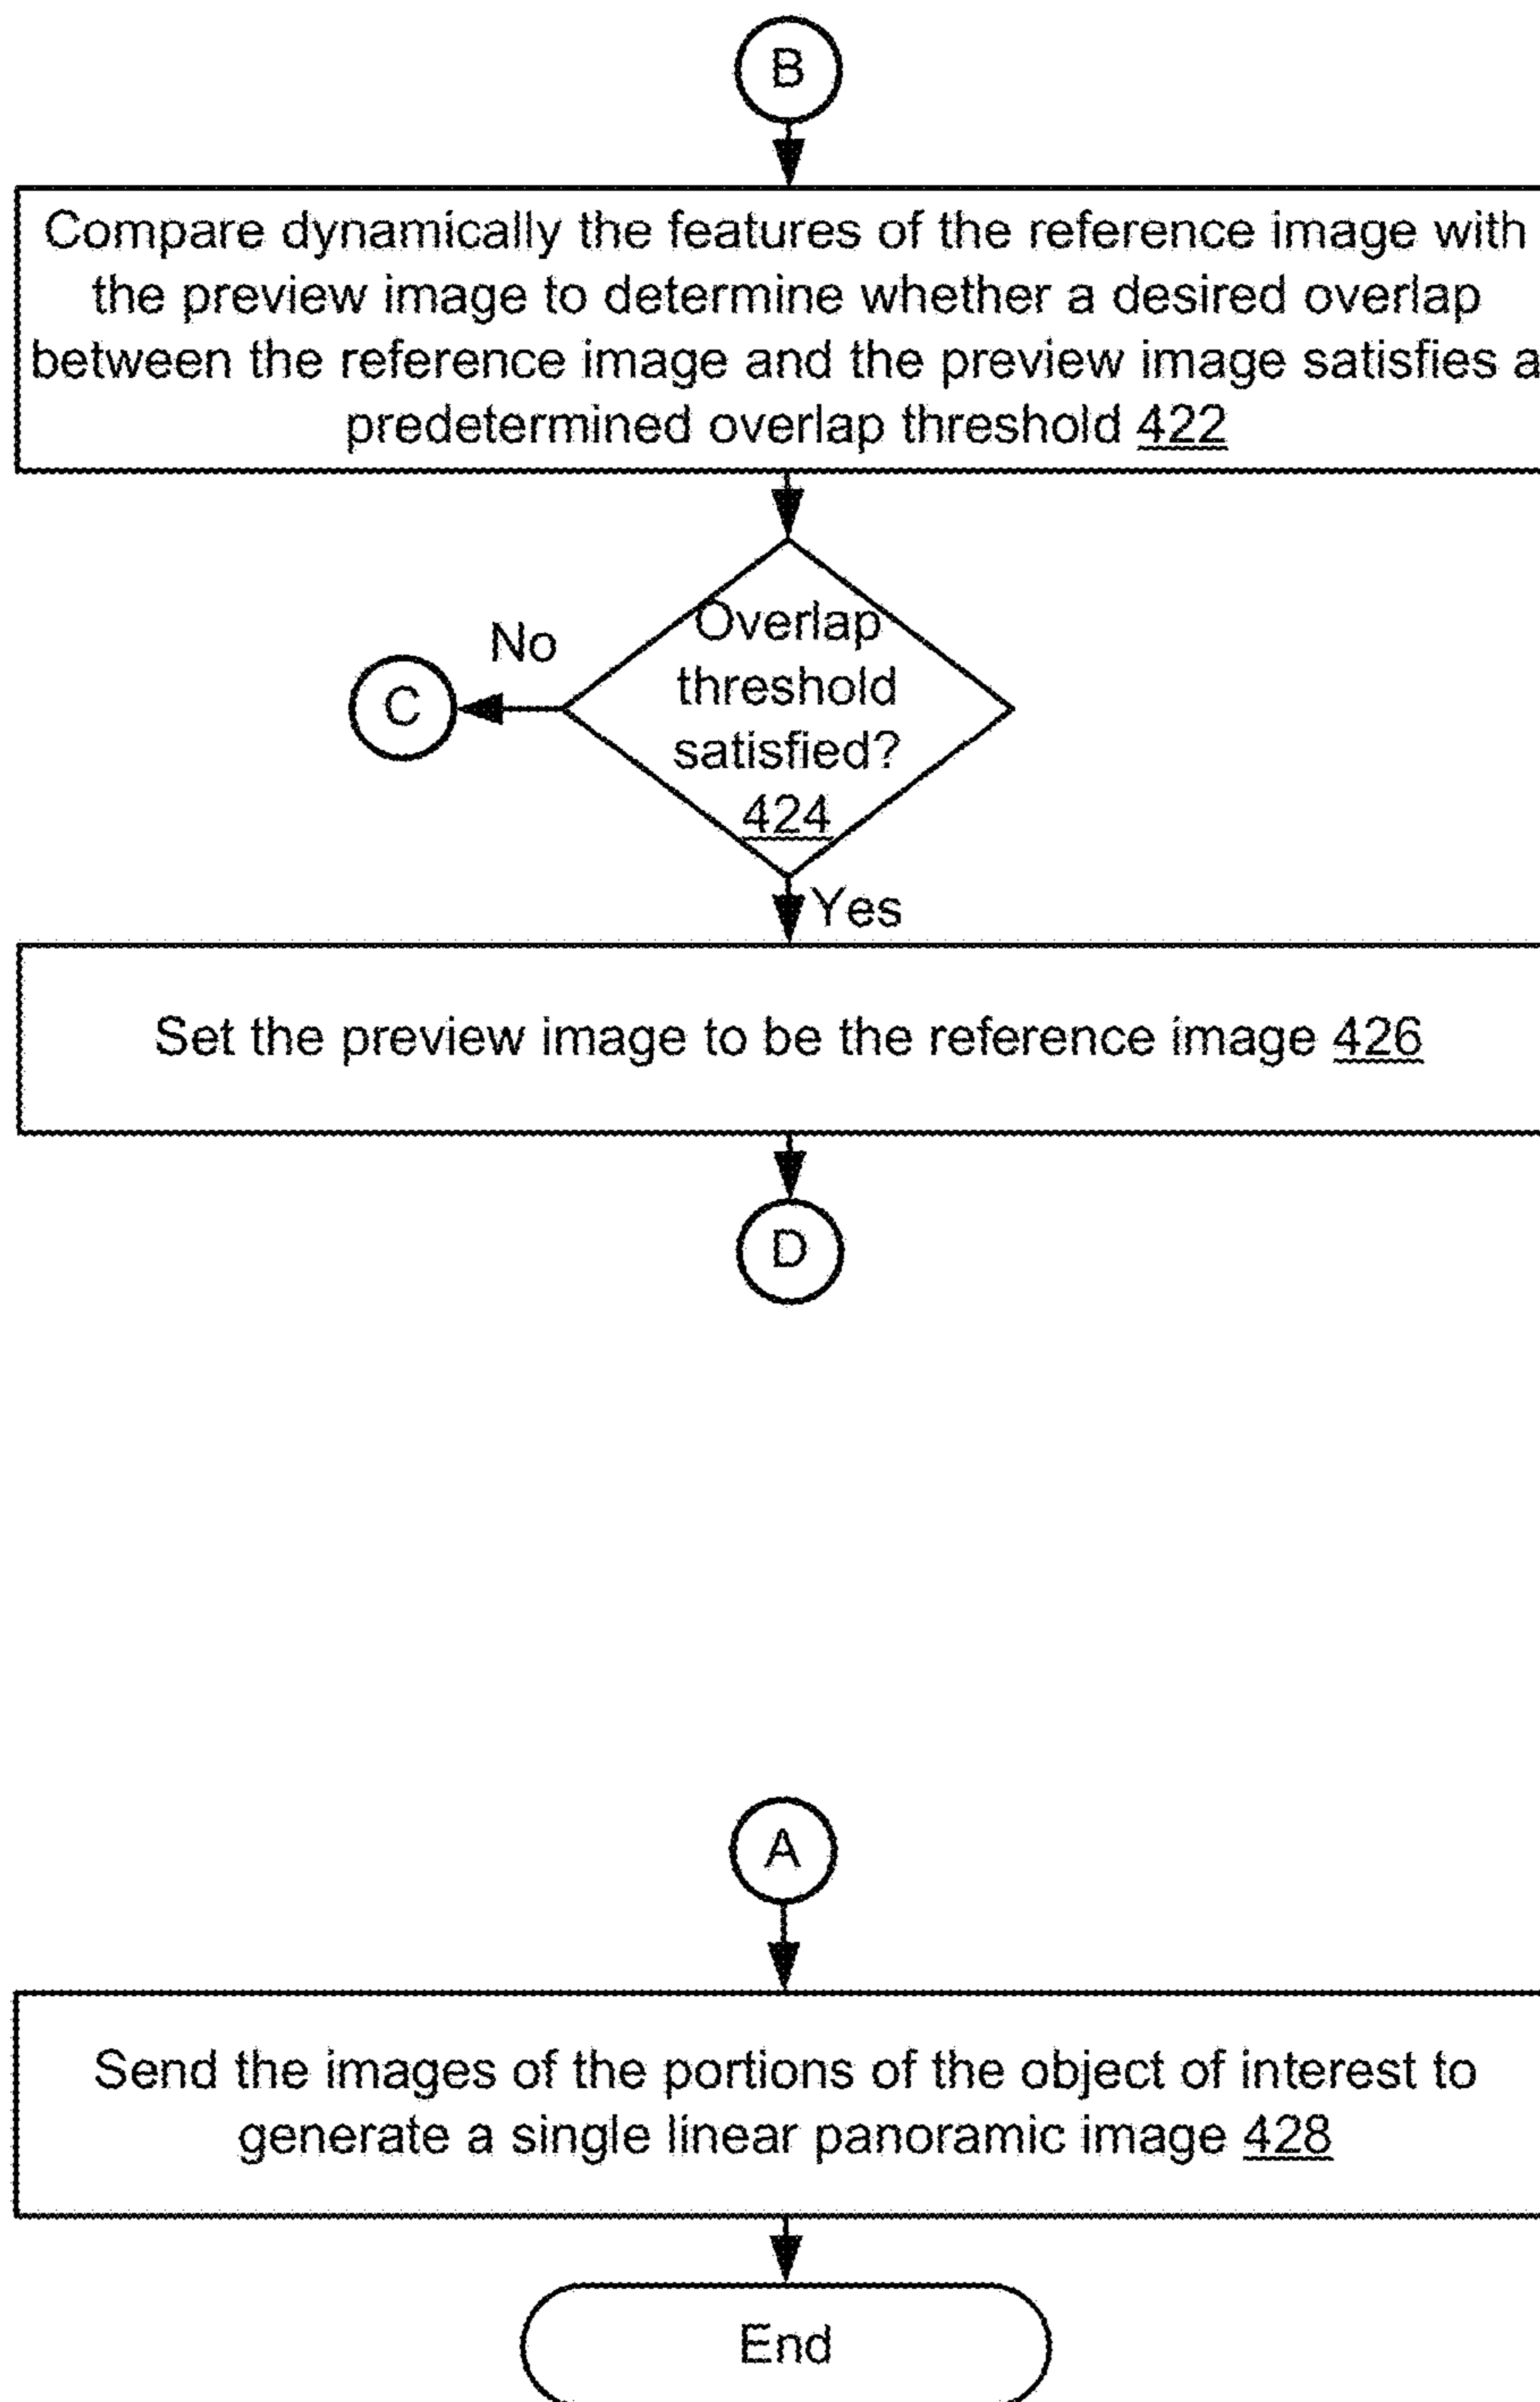 B
Compare dynamically the features of the reference image with
the preview image to determine whether a desired overlap
between the reference image and the preview image satisfies a
predetermined overlap threshold 422
No
Overlap
threshold
satisfied?
424
C
Yes
Set the preview image to be the reference image 426
D
A
Send the images of the portions of the object of interest to
generate a single linear panoramic image 428
End